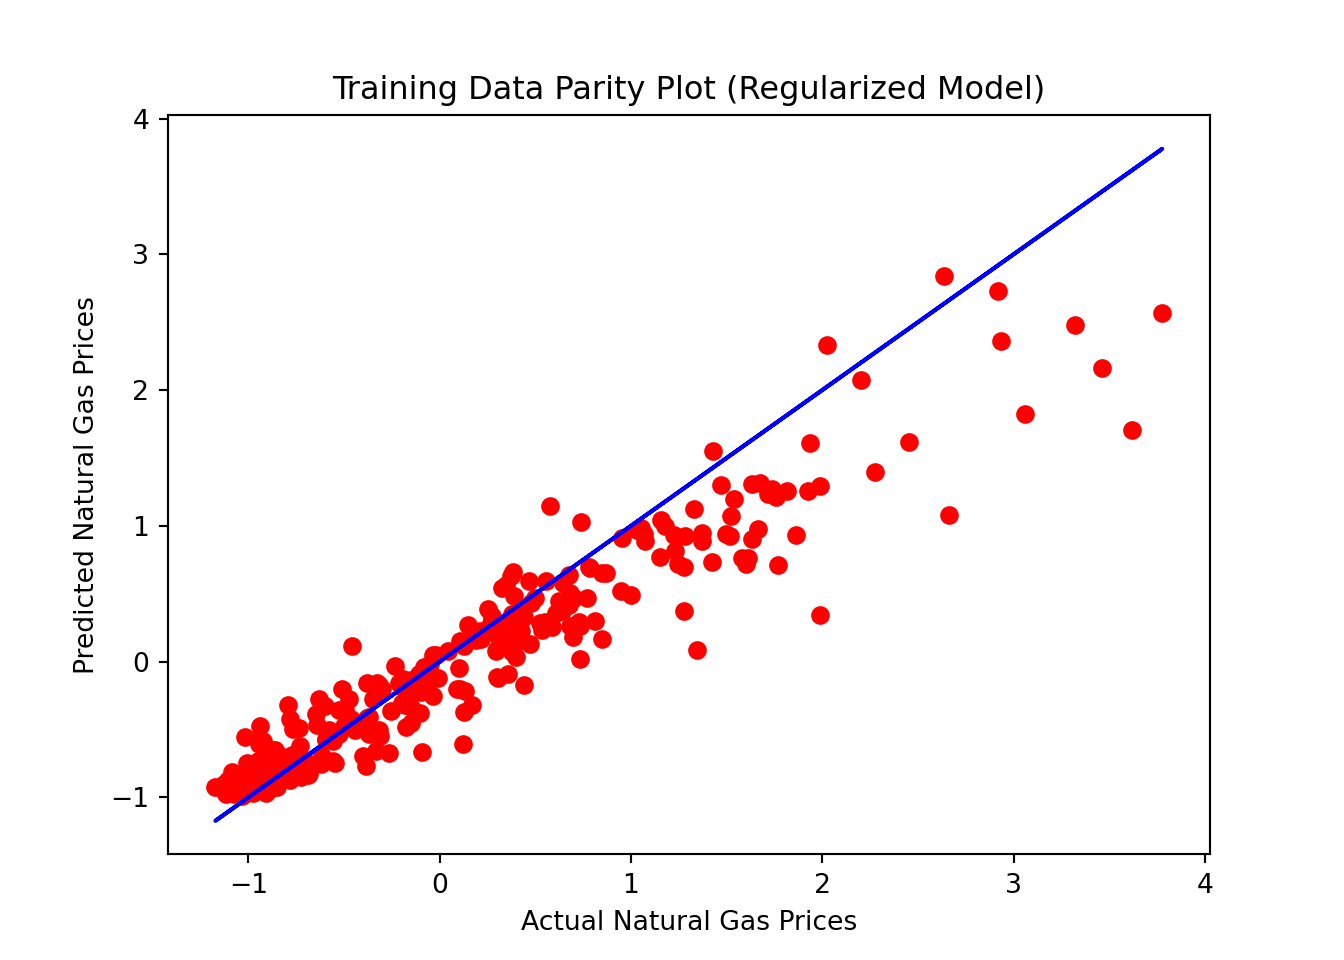 Training Data Parity Plot (Regularized Model)
4
3
2
1
0
−1
Predicted Natural Gas Prices
−1 0 1 2 3 4
Actual Natural Gas Prices